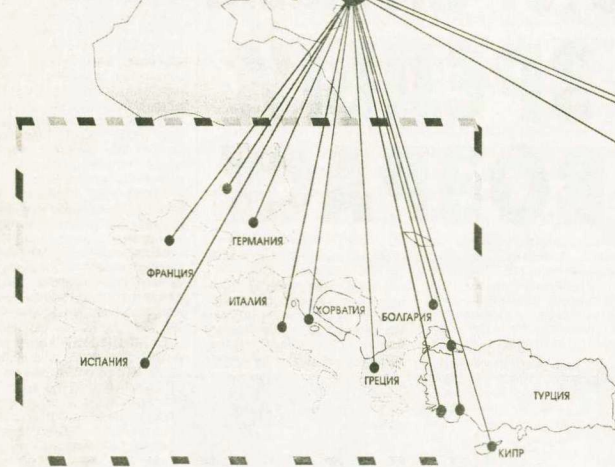 ГЕРМАНИЯ
ФРАНЦИЯ
ИТАЛИЯ
ХОРВАТИЯ
БОЛГАРИЯ
ИСПАНИЯ
ГРЕЦИЯ
ТУРЦИЯ
КИПР